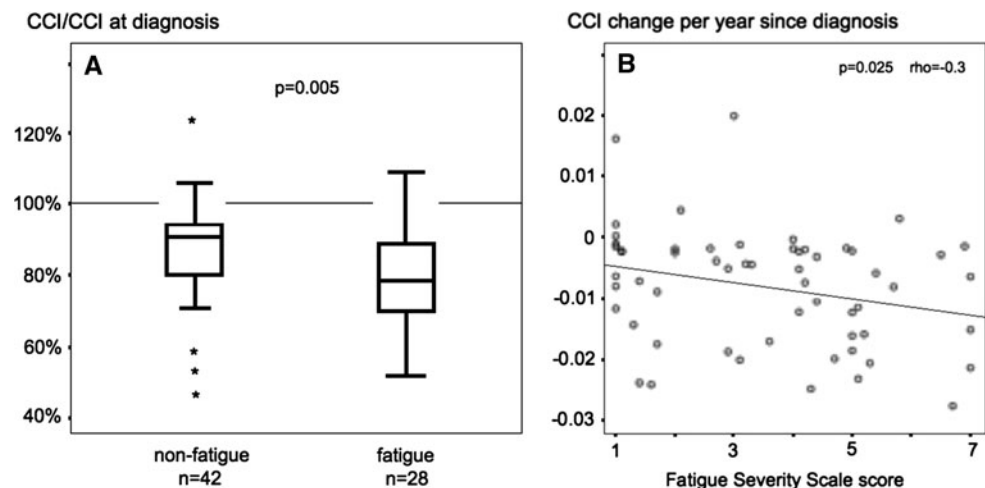 CCI/CCI at diagnosis
A
p=0.005
120%
100%
80%
60%
40%
non-fatigue
n=42
fatigue
n=28
CCI change per year since diagnosis
B
p=0.025 rho=-0.3
0.02
0.01
0
-0.01
-0.02
-0.03
1 3 5 7
Fatigue Severity Scale score